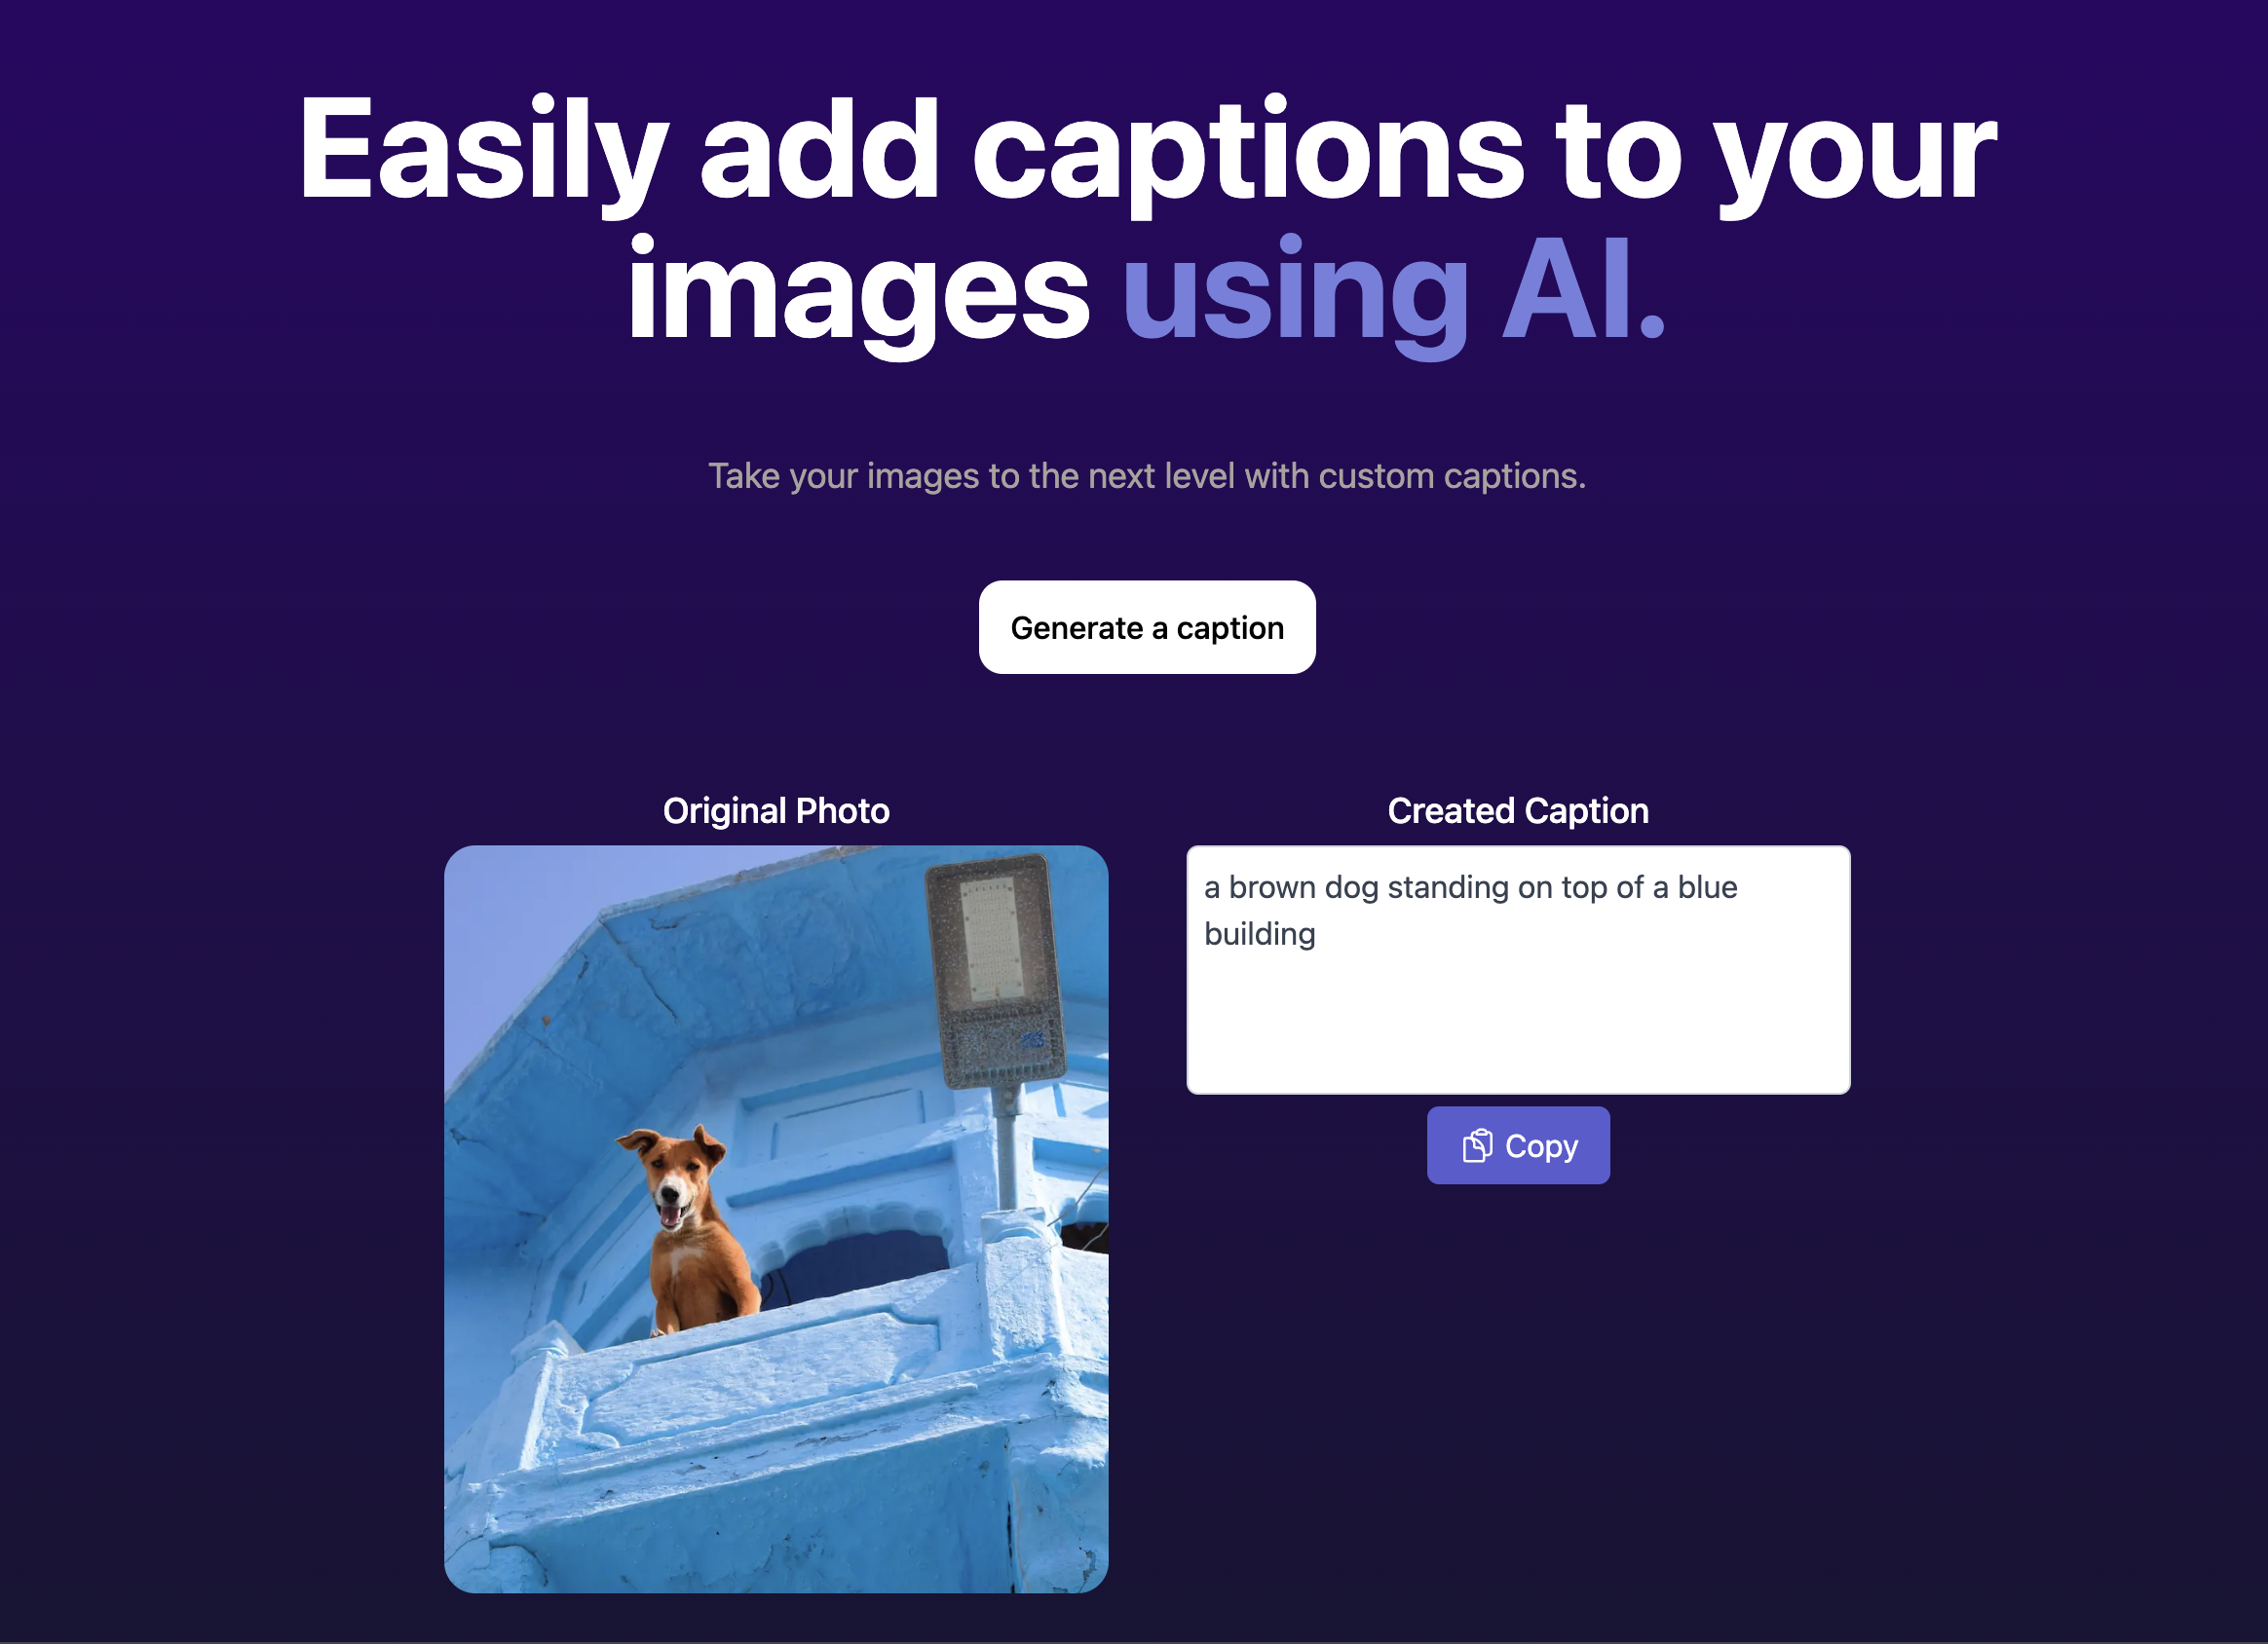 Easily add captions to your
images using AI.
Take your images to the next level with custom captions.
Generate a caption
Original Photo
Created Caption
a brown dog standing on top of a blue
building
Copy